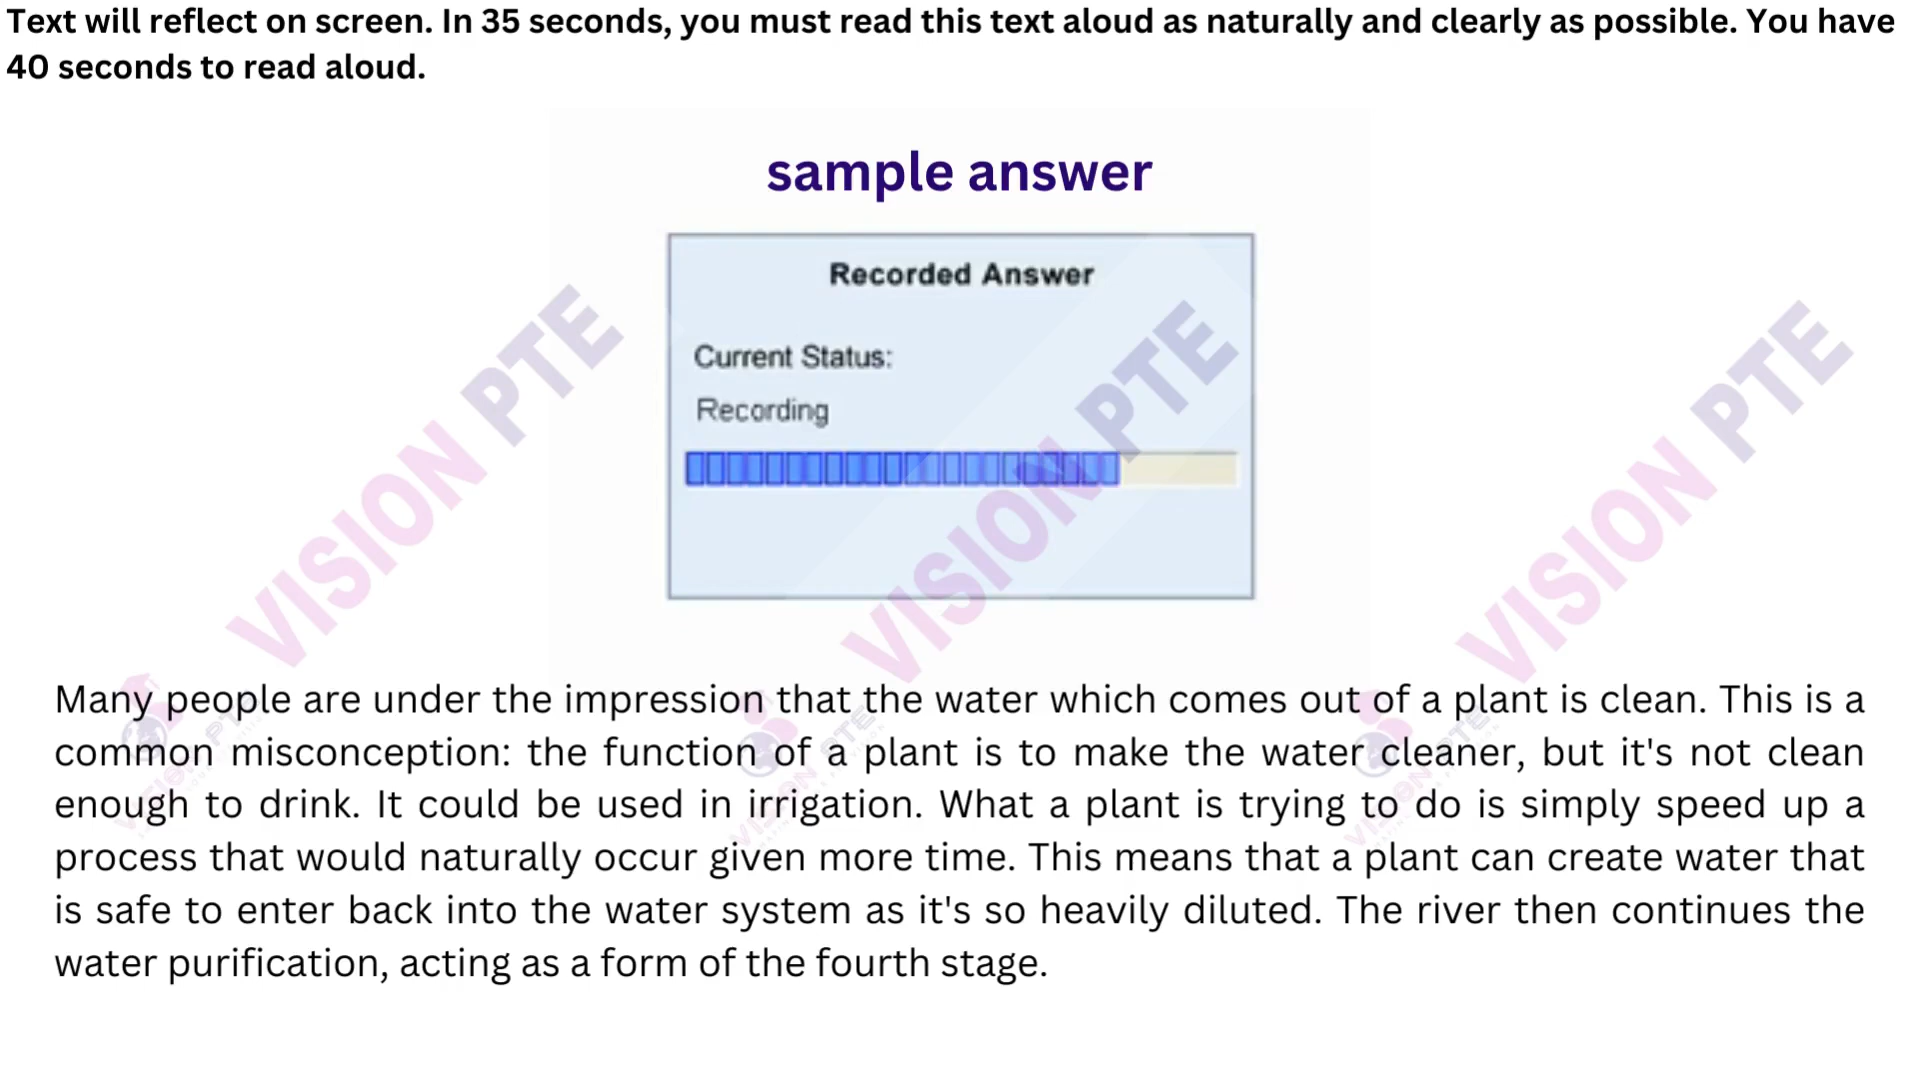 Text will reflect on screen. In 35 seconds, you must read this text aloud as naturally and clearly as possible. You have
40 seconds to read aloud.
sample answer
Recorded Answer
Current Status:
Recording
VISION PTE
VISION PTE
VISION PTE
Many people are under the impression that the water which comes out of a plant is clean. This is a
common misconception: the function of a plant is to make the water cleaner, but it's not clean
enough to drink. It could be used in irrigation. What a plant is trying to do is simply speed up a
process that would naturally occur given more time. This means that a plant can create water that
is safe to enter back into the water system as it's so heavily diluted. The river then continues the
water purification, acting as a form of the fourth stage.